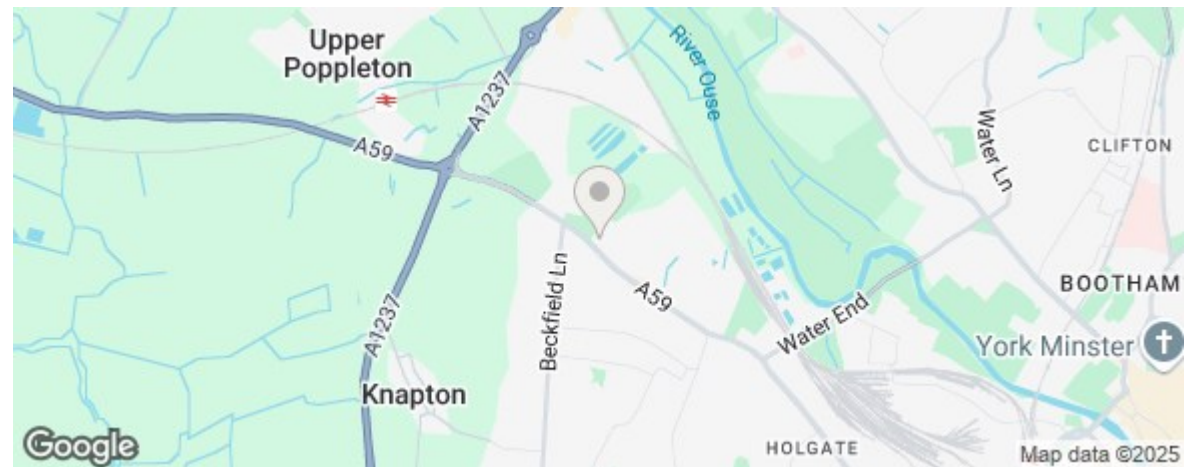 Upper
Poppleton
A1237
A59
River Ouse
Water Ln
CLIFTON
Beckfield Ln
A59
BOOTHAM
A1237
Water End
York Minster
Knapton
HOLGATE
Google
Map data ©2025